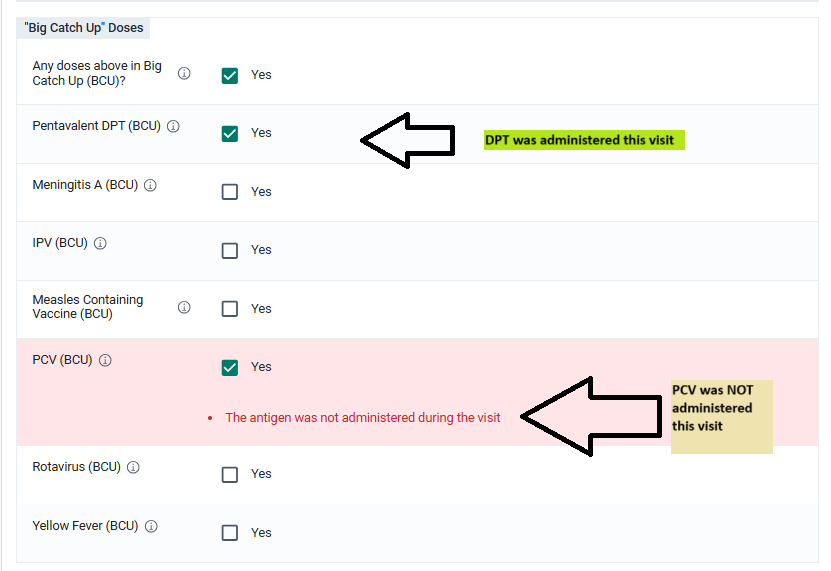 "Big Catch Up" Doses
Any doses above in Big
Catch Up (BCU)?
Yes
Pentavalent DPT (BCU)
Yes
DPT was administered this visit
Meningitis A (BCU)
Yes
IPV (BCU)
Yes
Measles Containing
Vaccine (BCU)
Yes
PCV (BCU)
Yes
• The antigen was not administered during the visit
PCV was NOT
administered
this visit
Rotavirus (BCU)
Yes
Yellow Fever (BCU)
Yes